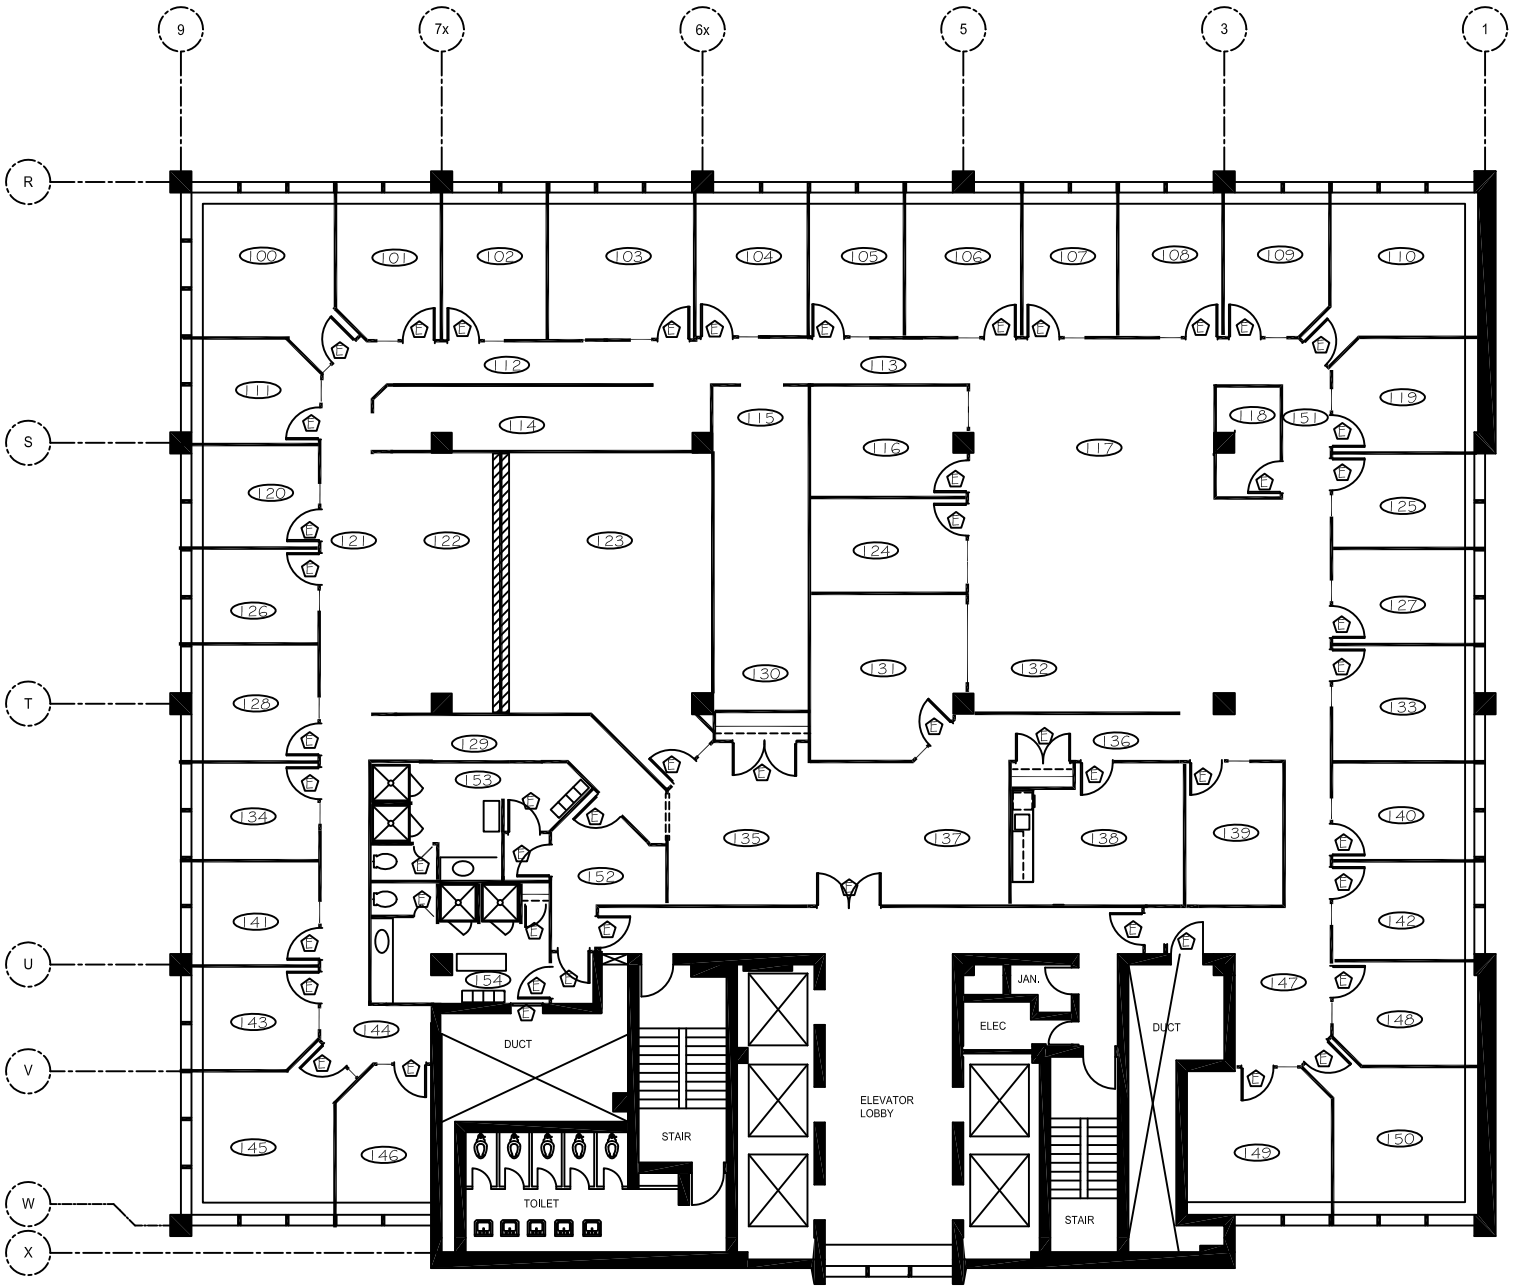 9 7x 6x 5 3 1
R
100 101 102 103 104 105 106 107 108 109 110
E E E E E E E E
E E
112 113
111 119
114 115 118 151
E E
S
116 117
E E E E
120 125
E E
121 122 123
124
E E
126 127
E E
130 131 132
128 133
T
E E
129 136
E E E
153
E E E E
134 140
E E
135 137 138 139
E E
E E
152 E
E E
141 142
E E E
E E
U
154 E E
JAN.
147
E E
E
143 144 148
ELEC DUCT
DUCT
E E
V
E E
ELEVATOR
LOBBY
STAIR
145 146 149 150
W
TOILET
STAIR
X